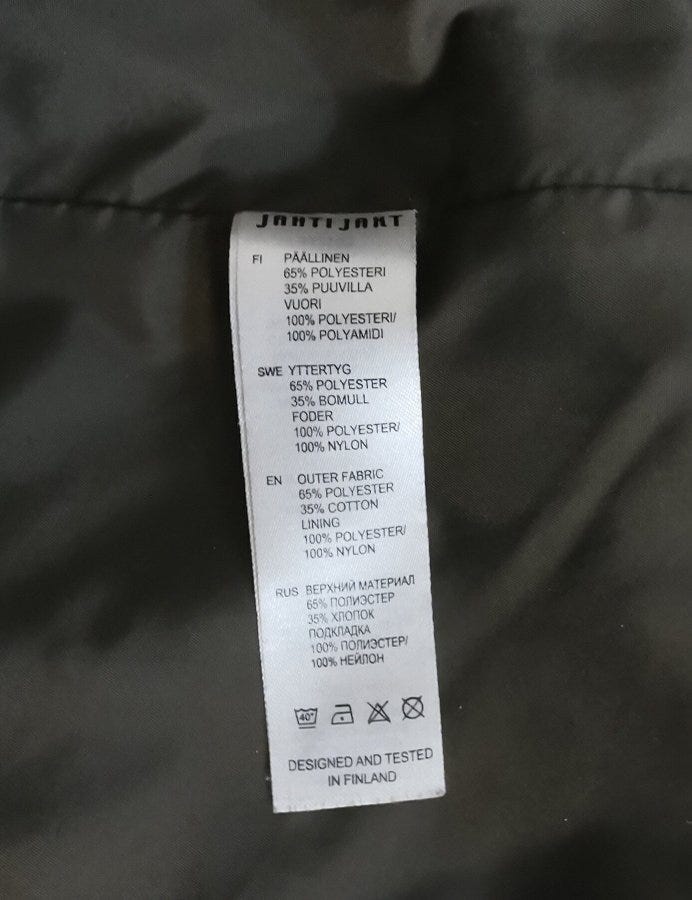 JAHTI JAKT
FI PÄÄLLINEN
65% POLYESTERI
35% PUUVILLA
VUORI
100% POLYESTERI/
100% POLYAMIDI
SWE YTTERTYG
65% POLYESTER
35% BOMULL
FODER
100% POLYESTER/
100% NYLON
EN OUTER FABRIC
65% POLYESTER
35% COTTON
LINING
100% POLYESTER/
100% NYLON
RUS ВЕРХНИЙ МАТЕРИАЛ
65% ПОЛИЭСТЕР
35% ХЛОПОК
ПОДКЛАДКА
100% ПОЛИЭСТЕР/
100% НЕЙЛОН
40°
DESIGNED AND TESTED
IN FINLAND